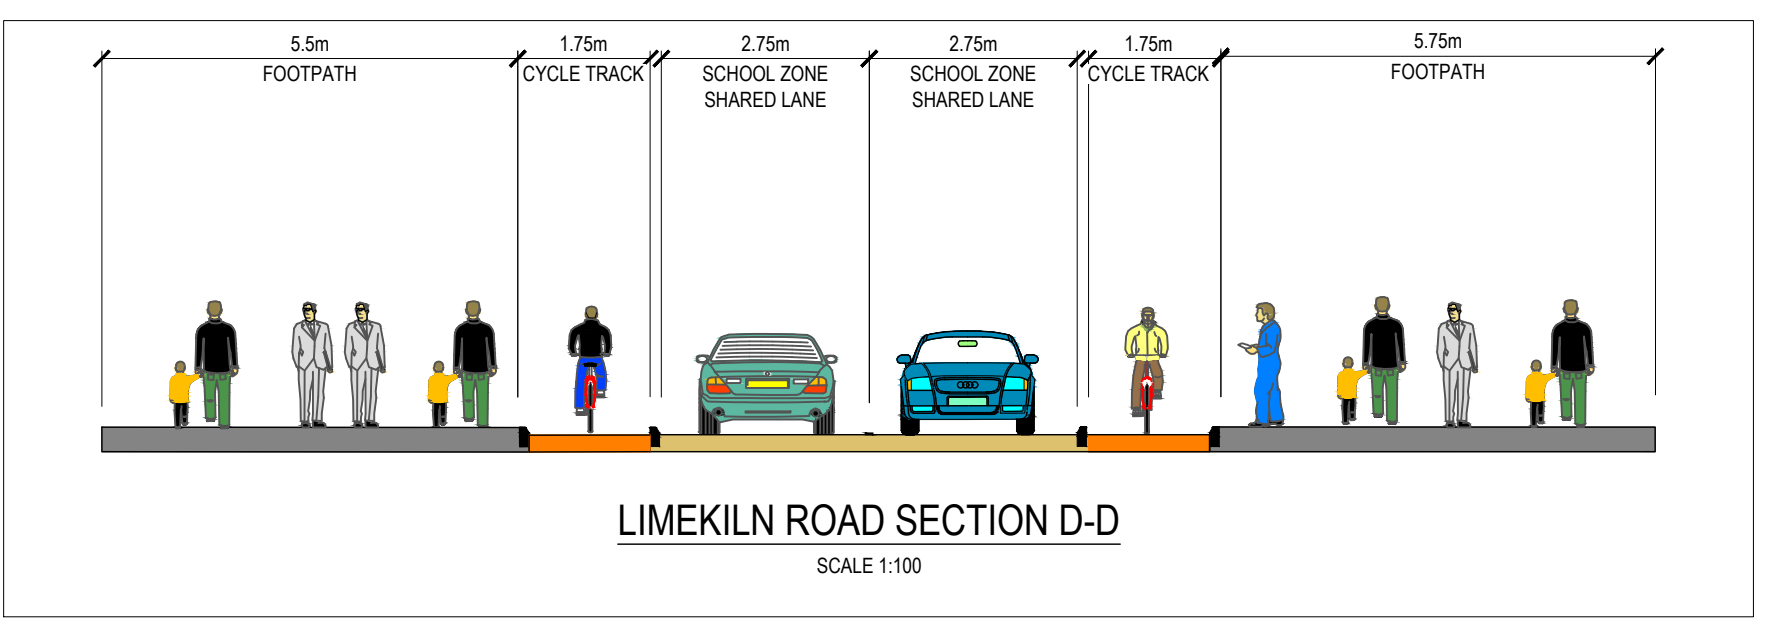 5.5m
1.75m
2.75m
2.75m
1.75m
5.75m
FOOTPATH
CYCLE TRACK
SCHOOL ZONE
SHARED LANE
SCHOOL ZONE
SHARED LANE
CYCLE TRACK
FOOTPATH
LIMEKILN ROAD SECTION D-D
SCALE 1:100